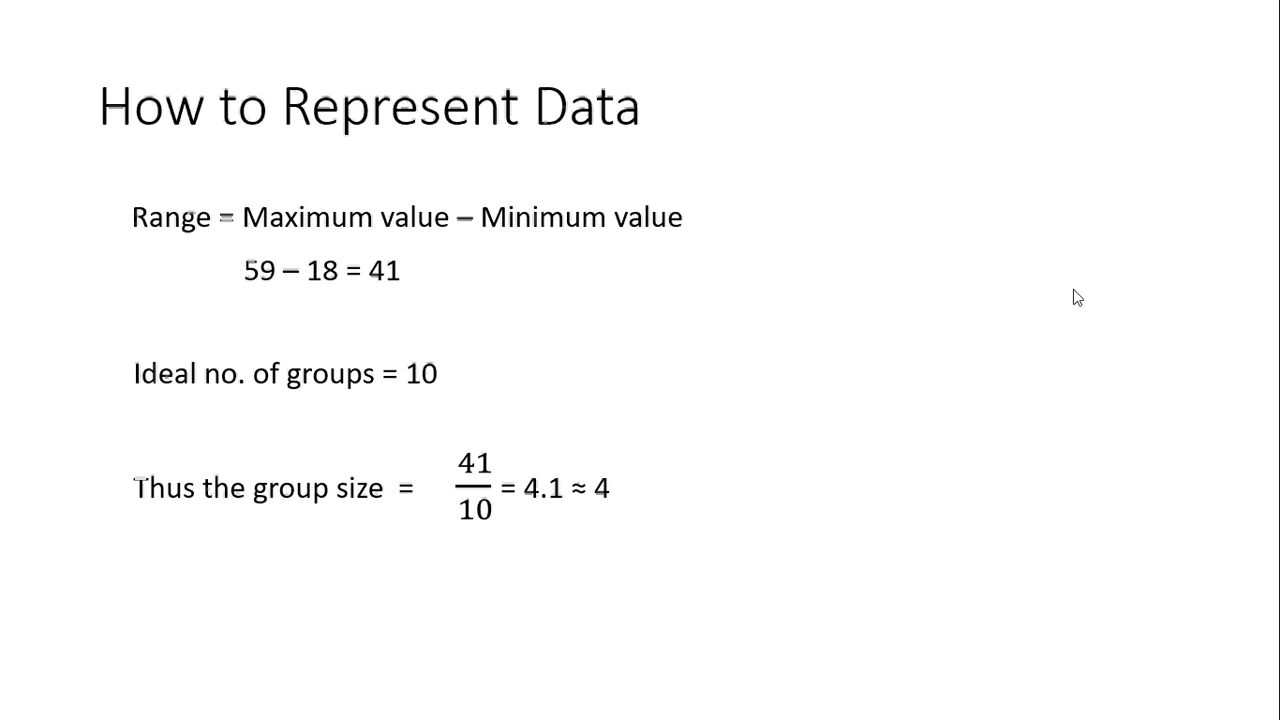 How to Represent Data
Range = Maximum value – Minimum value
59 – 18 = 41
Ideal no. of groups = 10
Thus the group size = 41/10 = 4.1 ≈ 4